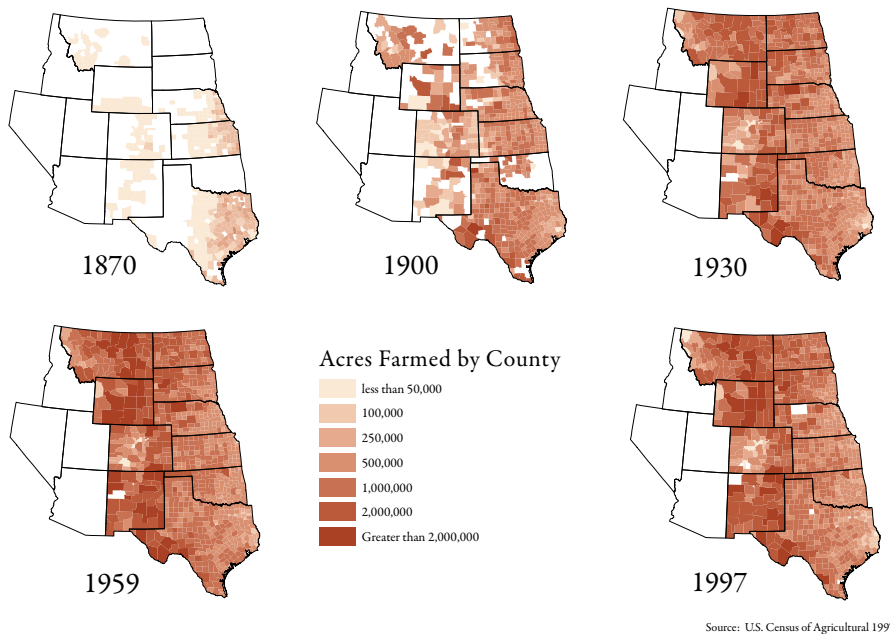 1870
1900
1930
Acres Farmed by County
less than 50,000
100,000
250,000
500,000
1,000,000
2,000,000
Greater than 2,000,000
1959
1997
Source: U.S. Census of Agricultural 199